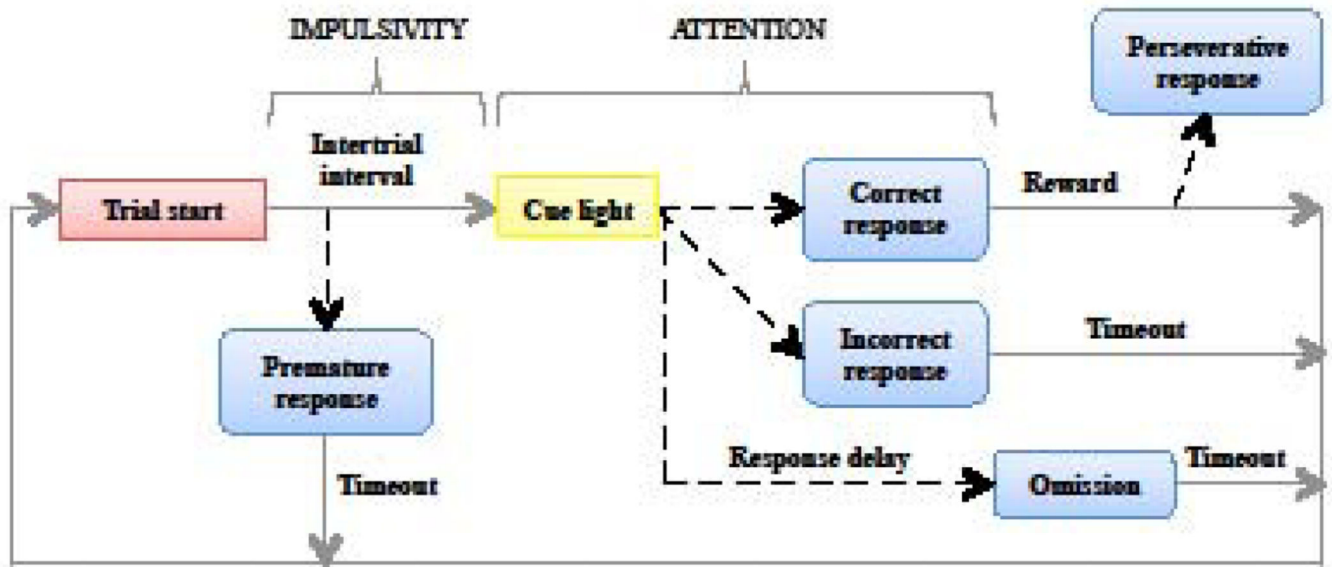 IMPULSIVITY
ATTENTION
Perseverative
response
Intertrial
interval
Trial start
Cue light
Correct
response
Reward
Premature
response
Incorrect
response
Timeout
Timeout
Response delay
Omission
Timeout